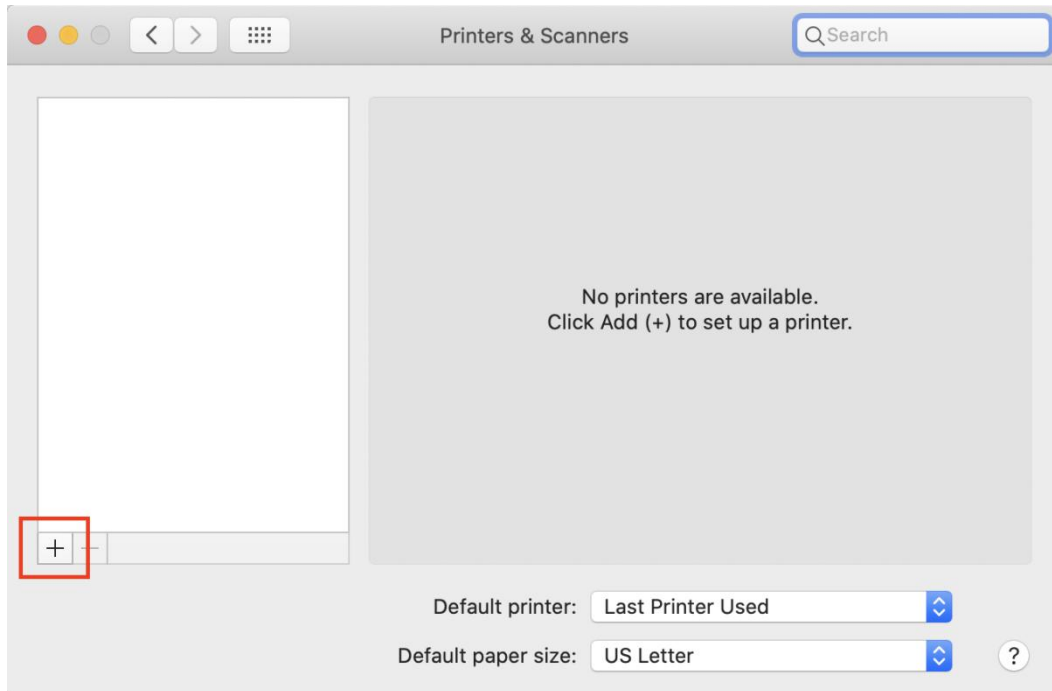 Printers & Scanners
Search
No printers are available.
Click Add (+) to set up a printer.
+ −
Default printer: Last Printer Used
Default paper size: US Letter ?